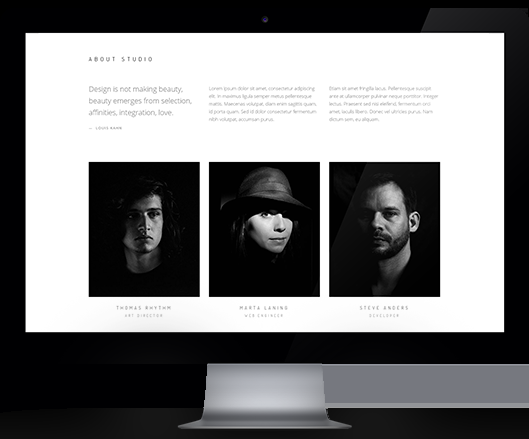 ABOUT STUDIO
Design is not making beauty,
beauty emerges from selection,
affinities, integration, love.
— LOUIS KAHN
Lorem ipsum dolor sit amet, consectetur adipiscing
elit. In maximus ligula semper metus pellentesque
mattis. Maecenas volutpat, diam enim sagittis quam,
id porta quam. Sed id dolor consectetur fermentum
nibh volutpat, accumsan purus.
Etiam sit amet fringilla lacus. Pellentesque suscipit
ante at ullamcorper pulvinar neque porttitor. Integer
lectus. Praesent sed nisi eleifend, fermentum orci
amet, iaculis libero. Donec vel ultricies purus. Nam
dictum sem, eu aliquam.
THOMAS RHYTHM
ART DIRECTOR
MARTA LANING
WEB ENGINEER
STEVE ANDERS
DEVELOPER